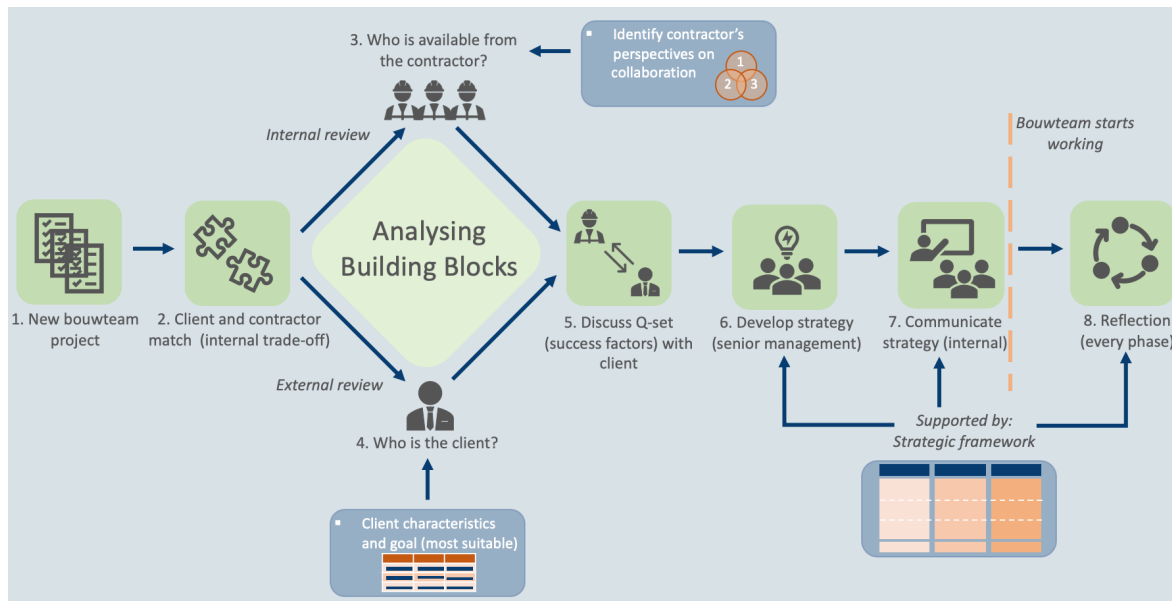 3. Who is available from
the contractor?
▪ Identify contractor's
perspectives on
collaboration
1
2
3
Internal review
Bouwteam starts
working
Analysing
Building Blocks
1. New bouwteam
project
2. Client and contractor
match (internal trade-off)
5. Discuss Q-set
(success factors) with
client
6. Develop strategy
(senior management)
7. Communicate
strategy (internal)
8. Reflection
(every phase)
External review
4. Who is the client?
Supported by:
Strategic framework
▪ Client characteristics
and goal (most suitable)